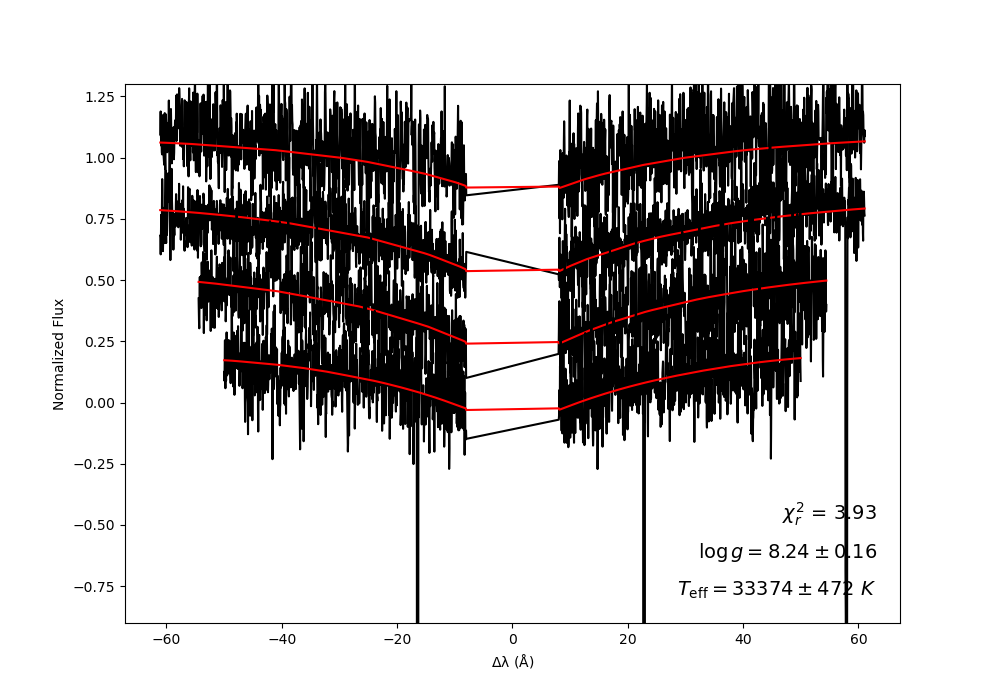 1.25
1.00
0.75
0.50
0.25
0.00
−0.25
−0.50
−0.75
Normalized Flux
χ²ᵣ = 3.93
log g = 8.24 ± 0.16
T_eff = 33374 ± 472 K
−60 −40 −20 0 20 40 60
Δλ (Å)